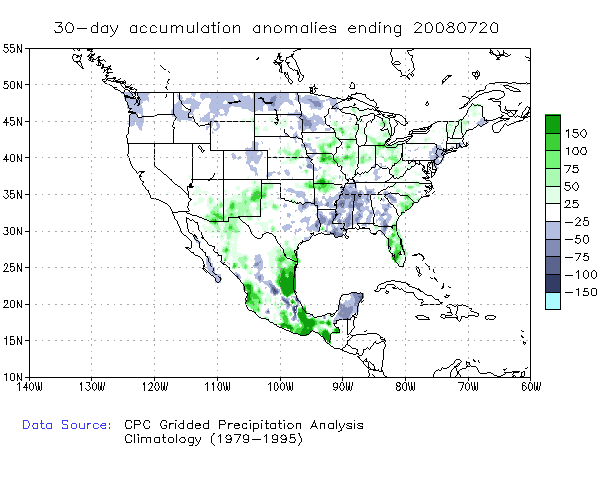 30-day accumulation anomalies ending 20080720
55N
50N
45N
40N
35N
30N
25N
20N
15N
10N
140W 130W 120W 110W 100W 90W 80W 70W 60W
150
100
75
50
25
-25
-50
-75
-100
-150
Data Source: CPC Gridded Precipitation Analysis
Climatology (1979-1995)